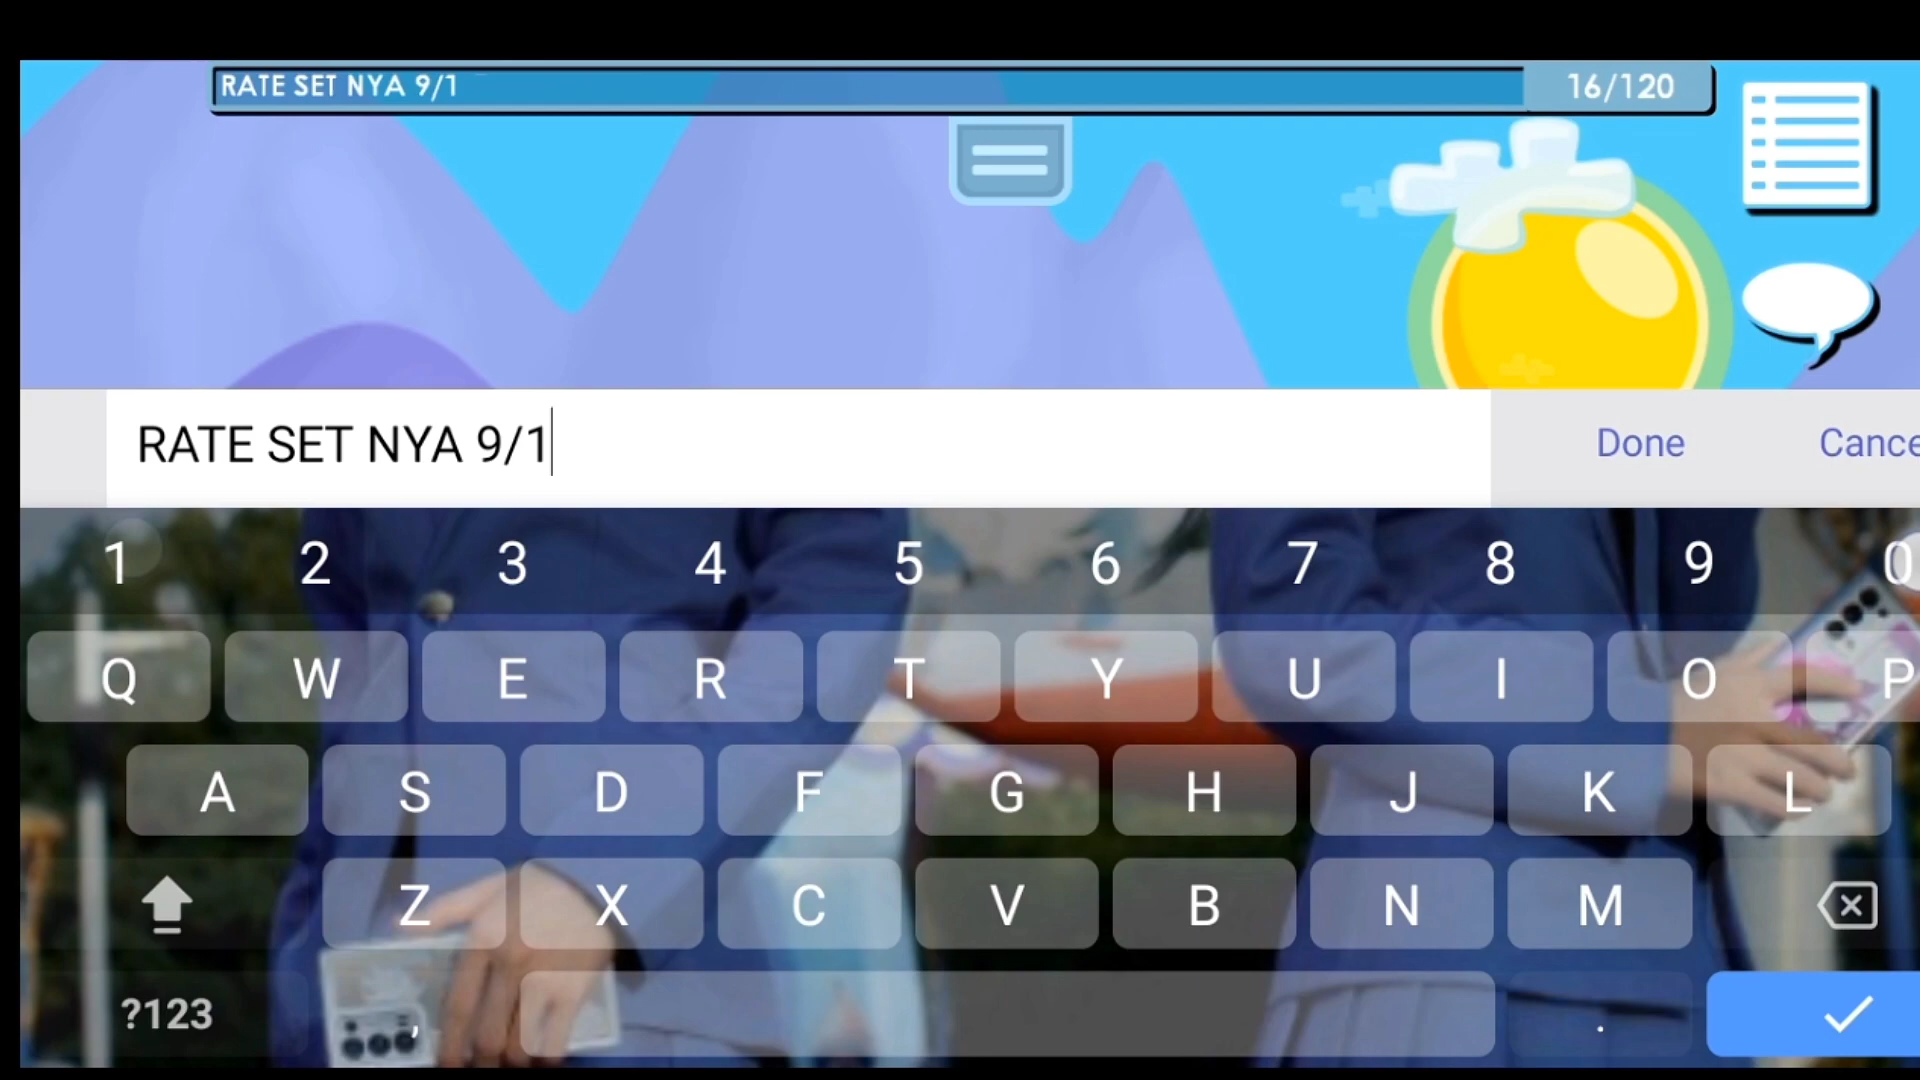 RATE SET NYA 9/1
16/120
RATE SET NYA 9/1
Done
Cance
1 2 3 4 5 6 7 8 9 0
Q W E R T Y U I O P
A S D F G H J K L
Z X C V B N M
?123 , .